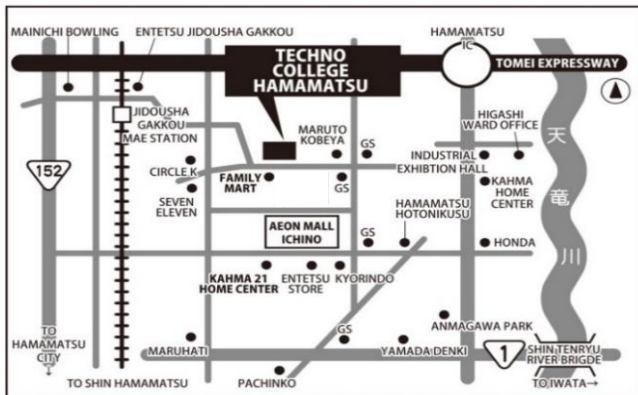 MAINICHI BOWLING
ENTETSU JIDOUSHA GAKKOU
HAMAMATSU
IC
TECHNO
COLLEGE
HAMAMATSU
TOMEI EXPRESSWAY
JIDOUSHA
GAKKOU
MAE STATION
MARUTO
KOBEYA
GS
HIGASHI
WARD OFFICE
天竜川
152
CIRCLE K
FAMILY
MART
GS
INDUSTRIAL
EXHIBTION HALL
KAHMA
HOME
CENTER
SEVEN
ELEVEN
AEON MALL
ICHINO
GS
HAMAMATSU
HOTONIKUSU
HONDA
KAHMA 21
HOME CENTER
ENTETSU
STORE
KYORINDO
TO
HAMAMATSU
CITY
↓
MARUHATI
GS
ANMAGAWA PARK
YAMADA DENKI
1
SHIN TENRYU
RIVER BRIGDE
TO SHIN HAMAMATSU
PACHINKO
TO IWATA→